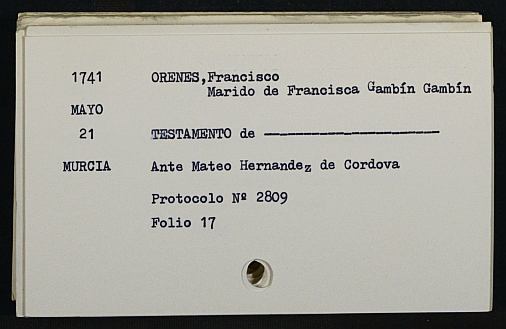 1741 ORENES,Francisco
Marido de Francisca Gambín Gambín
MAYO
21 TESTAMENTO de ----------------------
MURCIA Ante Mateo Hernandez de Cordova
Protocolo Nº 2809
Folio 17